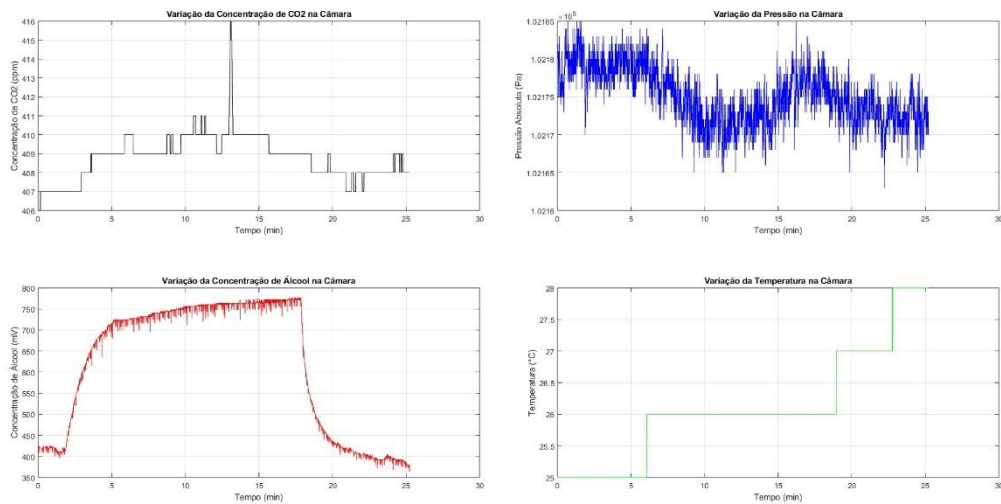 Variação da Concentração de CO2 na Câmara
Concentração de CO2 (ppm)
416
415
414
413
412
411
410
409
408
407
406
0 5 10 15 20 25 30
Tempo (min)
Variação da Pressão na Câmara
× 10⁵
Pressão Absoluta (Pa)
1.02185
1.0218
1.02175
1.0217
1.02165
1.0216
0 5 10 15 20 25 30
Tempo (min)
Variação da Concentração de Álcool na Câmara
Concentração de Álcool (mV)
800
750
700
650
600
550
500
450
400
350
0 5 10 15 20 25 30
Tempo (min)
Variação da Temperatura na Câmara
Temperatura (°C)
28
27.5
27
26.5
26
25.5
25
0 5 10 15 20 25 30
Tempo (min)